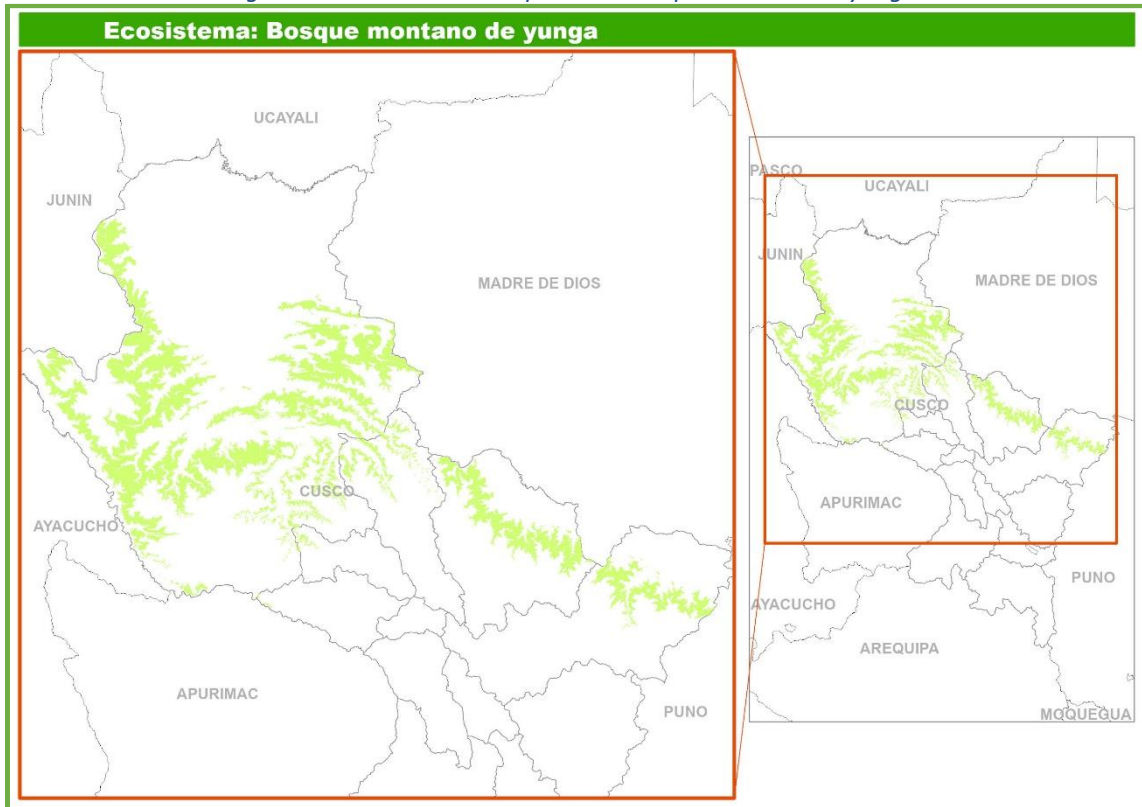 Ecosistema: Bosque montano de yunga
UCAYALI
JUNIN
MADRE DE DIOS
CUSCO
AYACUCHO
APURIMAC
PUNO
PASCO
UCAYALI
JUNIN
MADRE DE DIOS
CUSCO
APURIMAC
PUNO
AYACUCHO
AREQUIPA
MOQUEGUA